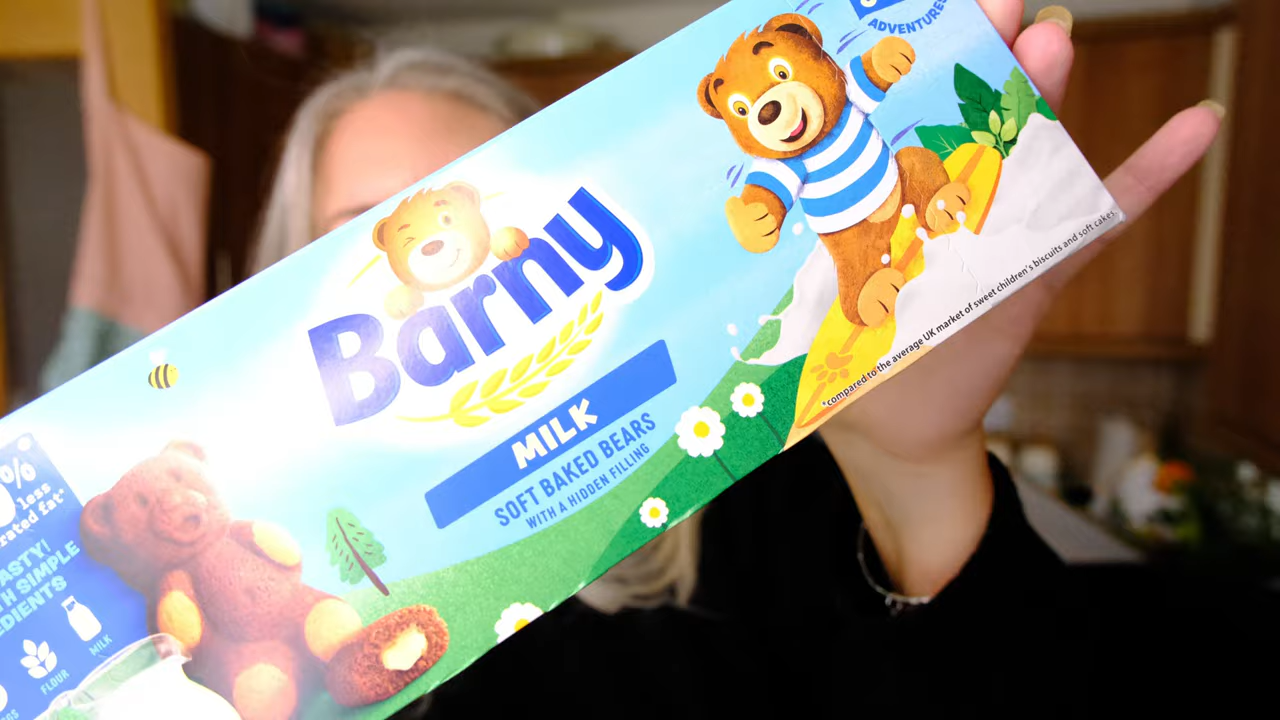 ADVENTURES
Barny
MILK
SOFT BAKED BEARS
WITH A HIDDEN FILLING
*compared to the average UK market of sweet children's biscuits and soft cakes.
%
less
MILK
FLOUR